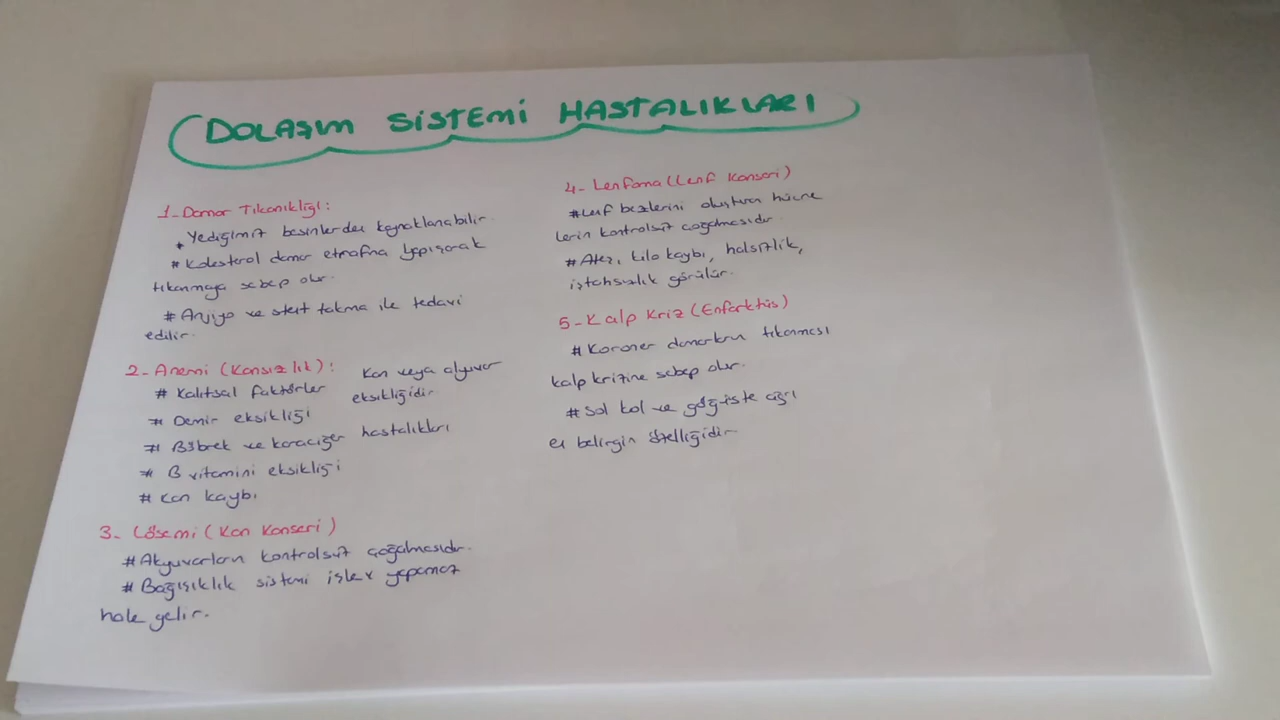 DOLAŞIM SİSTEMİ HASTALIKLARI
1-Damar Tıkanıklığı:
* Yediğimiz besinlerden kaynaklanabilir.
# Kolesterol damar etrafına yapışarak
tıkanmaya sebep olur.
# Anjiyo ve stent takma ile tedavi
edilir.
2-Anemi (Kansızlık): Kan veya alyuvar
eksikliğidir
# Kalıtsal faktörler
# Demir eksikliği
# Böbrek ve karaciğer hastalıkları
# B vitamini eksikliği
# Kan kaybı
3- Lösemi (Kan Kanseri)
# Akyuvarların kontrolsüz çoğalmasıdır.
# Bağışıklık sistemi işlev yapamaz
hale gelir.
4- Lenfoma (Lenf Kanseri)
# Lenf bezlerini oluşturan hücre
lerin kontrolsüz çoğalmasıdır
# Ateş, kilo kaybı, halsizlik,
iştahsızlık görülür.
5-Kalp Kriz (Enfarktüs)
# Koroner damarların tıkanması
kalp krizine sebep olur.
# Sol kol ve göğüste ağrı
en belirgin özelliğidir